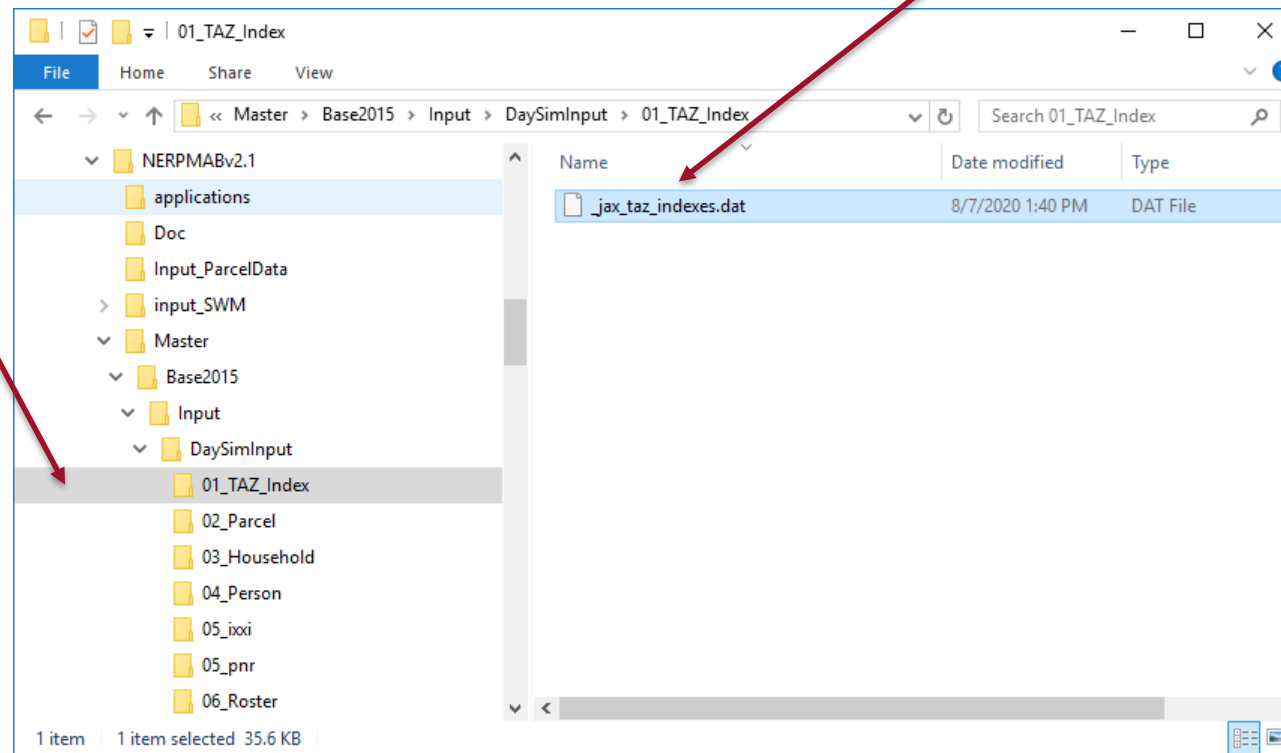 01_TAZ_Index
File Home Share View
« Master > Base2015 > Input > DaySimInput > 01_TAZ_Index Search 01_TAZ_Index
NERPMABv2.1
applications
Doc
Input_ParcelData
input_SWM
Master
Base2015
Input
DaySimInput
01_TAZ_Index
02_Parcel
03_Household
04_Person
05_ixxi
05_pnr
06_Roster
Name Date modified Type
_jax_taz_indexes.dat 8/7/2020 1:40 PM DAT File
1 item 1 item selected 35.6 KB